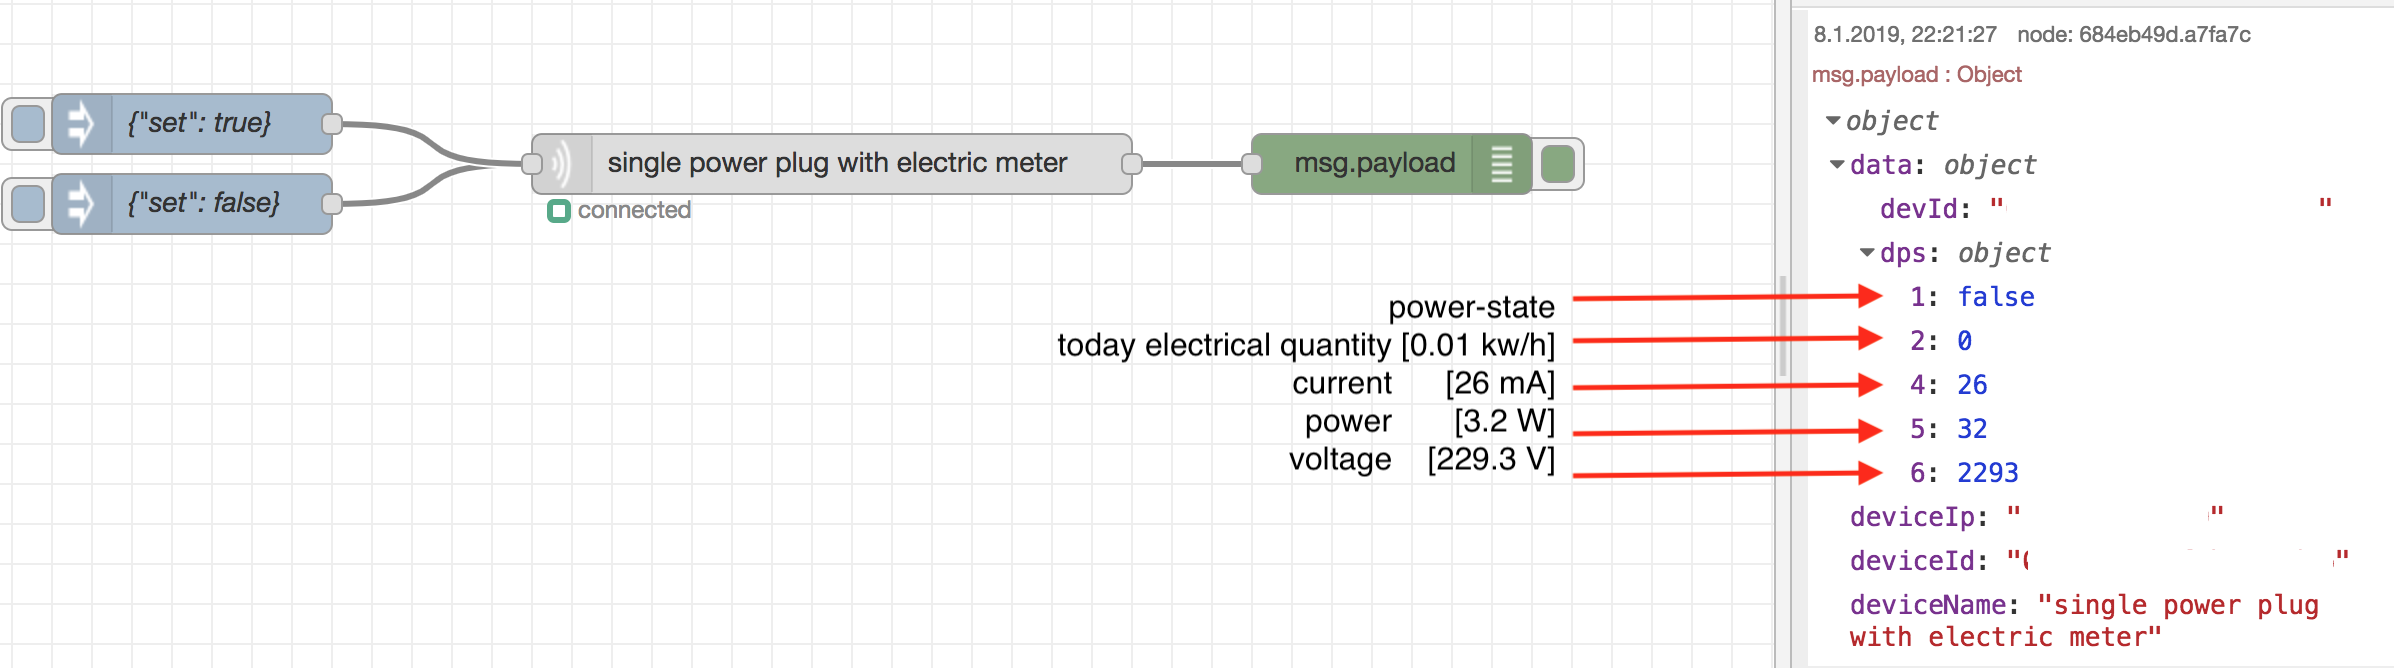 {"set": true}
{"set": false}
single power plug with electric meter
connected
msg.payload
power-state
today electrical quantity [0.01 kw/h]
current [26 mA]
power [3.2 W]
voltage [229.3 V]
8.1.2019, 22:21:27 node: 684eb49d.a7fa7c
msg.payload : Object
object
data: object
devId: " "
dps: object
1: false
2: 0
4: 26
5: 32
6: 2293
deviceIp: " "
deviceId: " "
deviceName: "single power plug
with electric meter"